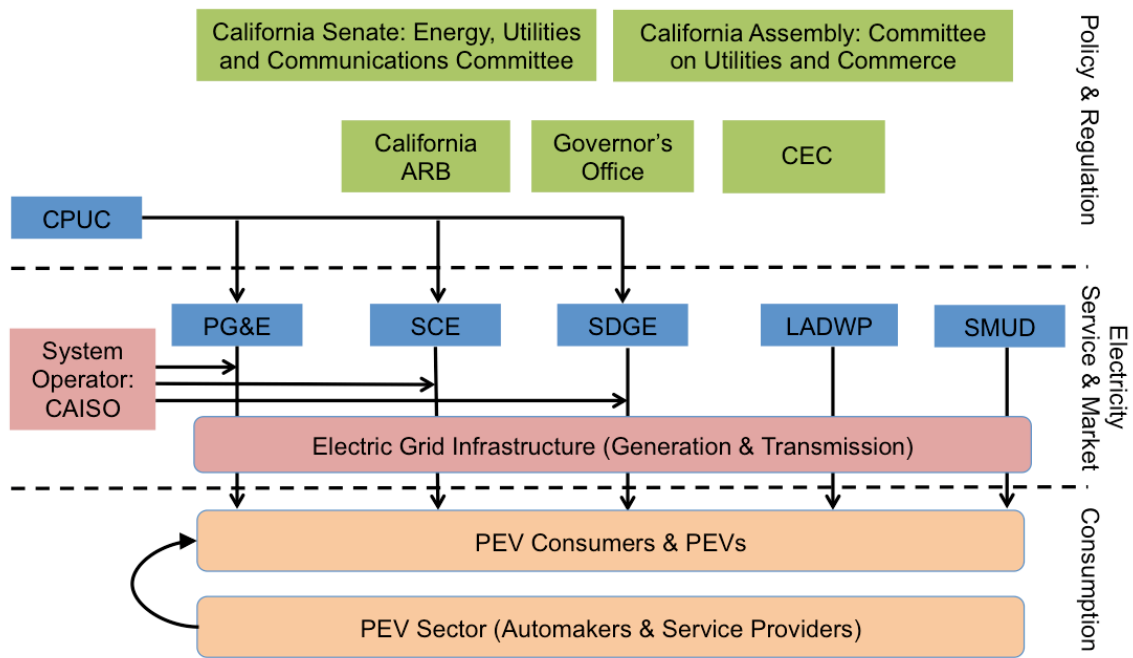 California Senate: Energy, Utilities
and Communications Committee
California Assembly: Committee
on Utilities and Commerce
Policy & Regulation
California
ARB
Governor's
Office
CEC
CPUC
PG&E
SCE
SDGE
LADWP
SMUD
Electricity
Service & Market
System
Operator:
CAISO
Electric Grid Infrastructure (Generation & Transmission)
PEV Consumers & PEVs
Consumption
PEV Sector (Automakers & Service Providers)